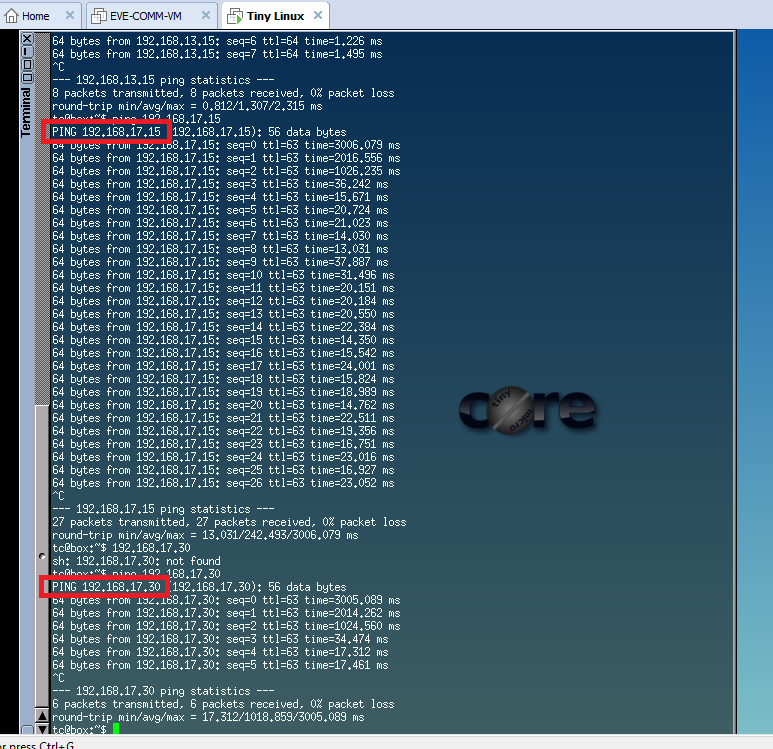 Home
EVE-COMM-VM
Tiny Linux
Terminal
64 bytes from 192.168.13.15: seq=6 ttl=64 time=1.226 ms
64 bytes from 192.168.13.15: seq=7 ttl=64 time=1.495 ms
^C
--- 192.168.13.15 ping statistics ---
8 packets transmitted, 8 packets received, 0% packet loss
round-trip min/avg/max = 0.812/1.307/2.315 ms
tc@box:~$ ping 192.168.17.15
PING 192.168.17.15 (192.168.17.15): 56 data bytes
64 bytes from 192.168.17.15: seq=0 ttl=63 time=3006.079 ms
64 bytes from 192.168.17.15: seq=1 ttl=63 time=2016.556 ms
64 bytes from 192.168.17.15: seq=2 ttl=63 time=1026.235 ms
64 bytes from 192.168.17.15: seq=3 ttl=63 time=36.242 ms
64 bytes from 192.168.17.15: seq=4 ttl=63 time=15.671 ms
64 bytes from 192.168.17.15: seq=5 ttl=63 time=20.724 ms
64 bytes from 192.168.17.15: seq=6 ttl=63 time=21.023 ms
64 bytes from 192.168.17.15: seq=7 ttl=63 time=14.030 ms
64 bytes from 192.168.17.15: seq=8 ttl=63 time=13.031 ms
64 bytes from 192.168.17.15: seq=9 ttl=63 time=37.887 ms
64 bytes from 192.168.17.15: seq=10 ttl=63 time=31.496 ms
64 bytes from 192.168.17.15: seq=11 ttl=63 time=20.151 ms
64 bytes from 192.168.17.15: seq=12 ttl=63 time=20.184 ms
64 bytes from 192.168.17.15: seq=13 ttl=63 time=20.550 ms
64 bytes from 192.168.17.15: seq=14 ttl=63 time=22.384 ms
64 bytes from 192.168.17.15: seq=15 ttl=63 time=14.350 ms
64 bytes from 192.168.17.15: seq=16 ttl=63 time=15.542 ms
64 bytes from 192.168.17.15: seq=17 ttl=63 time=24.001 ms
64 bytes from 192.168.17.15: seq=18 ttl=63 time=15.824 ms
64 bytes from 192.168.17.15: seq=19 ttl=63 time=18.989 ms
64 bytes from 192.168.17.15: seq=20 ttl=63 time=14.762 ms
64 bytes from 192.168.17.15: seq=21 ttl=63 time=22.511 ms
64 bytes from 192.168.17.15: seq=22 ttl=63 time=19.356 ms
64 bytes from 192.168.17.15: seq=23 ttl=63 time=16.751 ms
64 bytes from 192.168.17.15: seq=24 ttl=63 time=23.016 ms
64 bytes from 192.168.17.15: seq=25 ttl=63 time=16.927 ms
64 bytes from 192.168.17.15: seq=26 ttl=63 time=23.052 ms
^C
--- 192.168.17.15 ping statistics ---
27 packets transmitted, 27 packets received, 0% packet loss
round-trip min/avg/max = 13.031/242.493/3006.079 ms
tc@box:~$ 192.168.17.30
sh: 192.168.17.30: not found
tc@box:~$ ping 192.168.17.30
PING 192.168.17.30 (192.168.17.30): 56 data bytes
64 bytes from 192.168.17.30: seq=0 ttl=63 time=3005.089 ms
64 bytes from 192.168.17.30: seq=1 ttl=63 time=2014.262 ms
64 bytes from 192.168.17.30: seq=2 ttl=63 time=1024.560 ms
64 bytes from 192.168.17.30: seq=3 ttl=63 time=34.474 ms
64 bytes from 192.168.17.30: seq=4 ttl=63 time=17.312 ms
64 bytes from 192.168.17.30: seq=5 ttl=63 time=17.461 ms
^C
--- 192.168.17.30 ping statistics ---
6 packets transmitted, 6 packets received, 0% packet loss
round-trip min/avg/max = 17.312/1018.859/3005.089 ms
tc@box:~$
core
tiny
micro
or press Ctrl+G